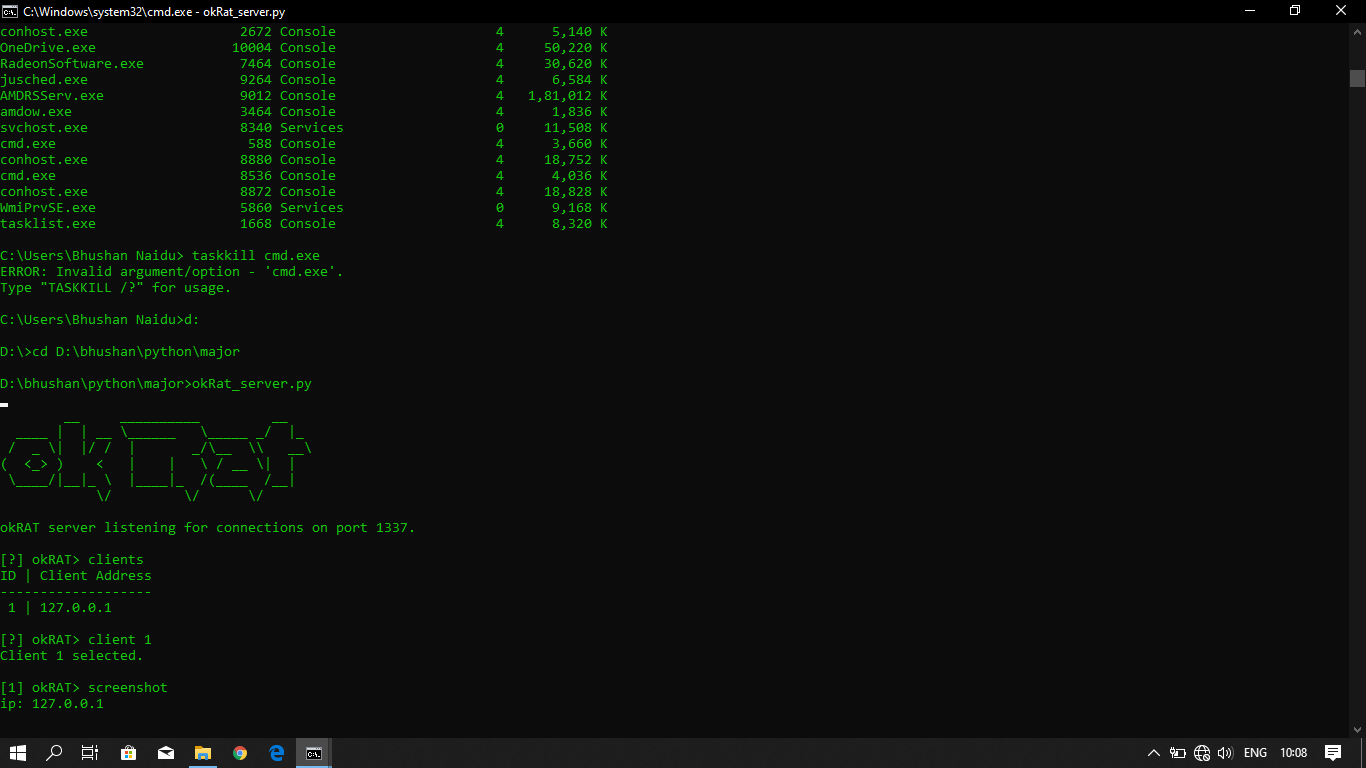 C:\Windows\system32\cmd.exe - okRat_server.py
conhost.exe                   2672 Console                    4      5,140 K
OneDrive.exe                 10004 Console                    4     50,220 K
RadeonSoftware.exe            7464 Console                    4     30,620 K
jusched.exe                   9264 Console                    4      6,584 K
AMDRSServ.exe                 9012 Console                    4   1,81,012 K
amdow.exe                     3464 Console                    4      1,836 K
svchost.exe                   8340 Services                   0     11,508 K
cmd.exe                        588 Console                    4      3,660 K
conhost.exe                   8880 Console                    4     18,752 K
cmd.exe                       8536 Console                    4      4,036 K
conhost.exe                   8872 Console                    4     18,828 K
WmiPrvSE.exe                  5860 Services                   0      9,168 K
tasklist.exe                  1668 Console                    4      8,320 K
C:\Users\Bhushan Naidu> taskkill cmd.exe
ERROR: Invalid argument/option - 'cmd.exe'.
Type "TASKKILL /?" for usage.
C:\Users\Bhushan Naidu>d:
D:\>cd D:\bhushan\python\major
D:\bhushan\python\major>okRat_server.py
okRat
okRAT server listening for connections on port 1337.
[?] okRAT> clients
ID | Client Address
-------------------
 1 | 127.0.0.1
[?] okRAT> client 1
Client 1 selected.
[1] okRAT> screenshot
ip: 127.0.0.1
ENG 10:08